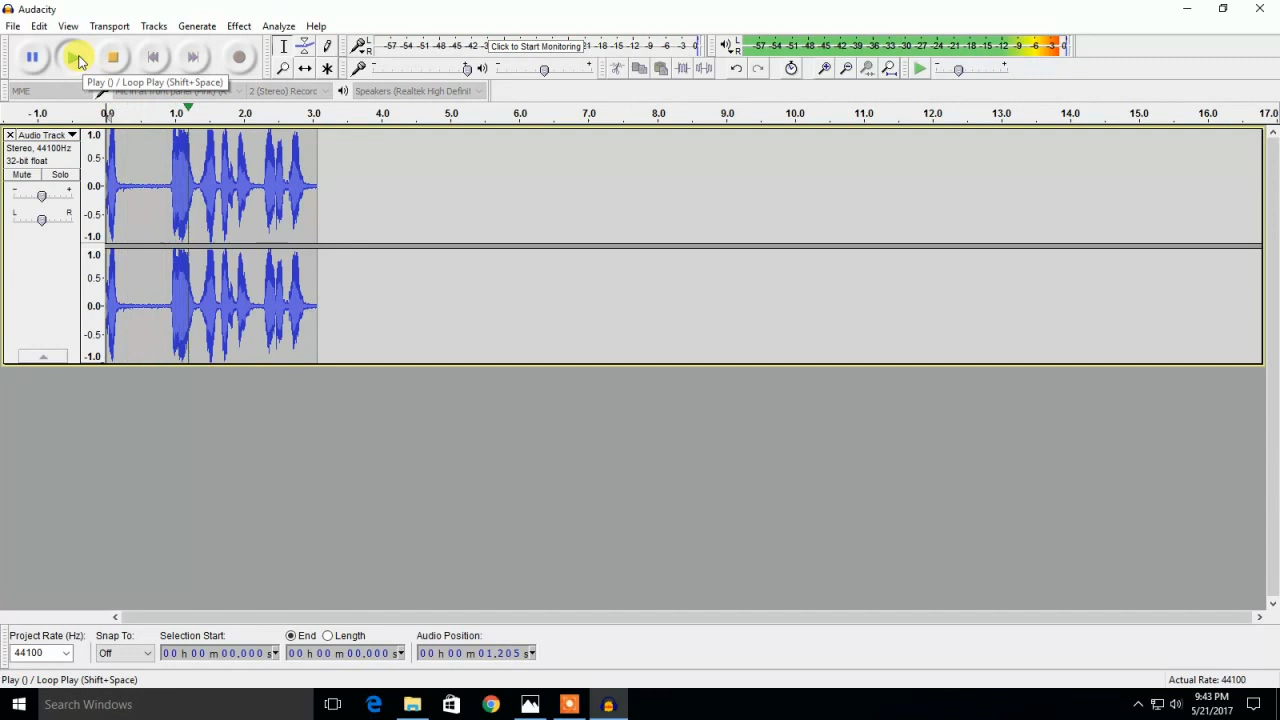 Audacity
File Edit View Transport Tracks Generate Effect Analyze Help
L R -57 -54 -51 -48 -4 Click to Start Monitoring -18 -15 -12 -9 -6 -3 0
L R -57 -54 -51 -48 -45 -42 -39 -36 -33 -30 -27 -24 -21 -18 -15 -12 -9 -6 -3 0
Play () / Loop Play (Shift+Space)
MME 2 (Stereo) Record Speakers (Realtek High Defini
-1.0 1.0 2.0 3.0 4.0 5.0 6.0 7.0 8.0 9.0 10.0 11.0 12.0 13.0 14.0 15.0 16.0 17.0
Audio Track 1.0
Stereo, 44100Hz
32-bit float 0.5
Mute Solo
- + 0.0
L R -0.5
-1.0
1.0
0.5
0.0
-0.5
-1.0
Project Rate (Hz): Snap To: Selection Start: End Length Audio Position:
44100 Off 00 h 00 m 00,000 s 00 h 00 m 00,000 s 00 h 00 m 01,205 s
Play () / Loop Play (Shift+Space) Actual Rate: 44100
Search Windows
9:43 PM
5/21/2017